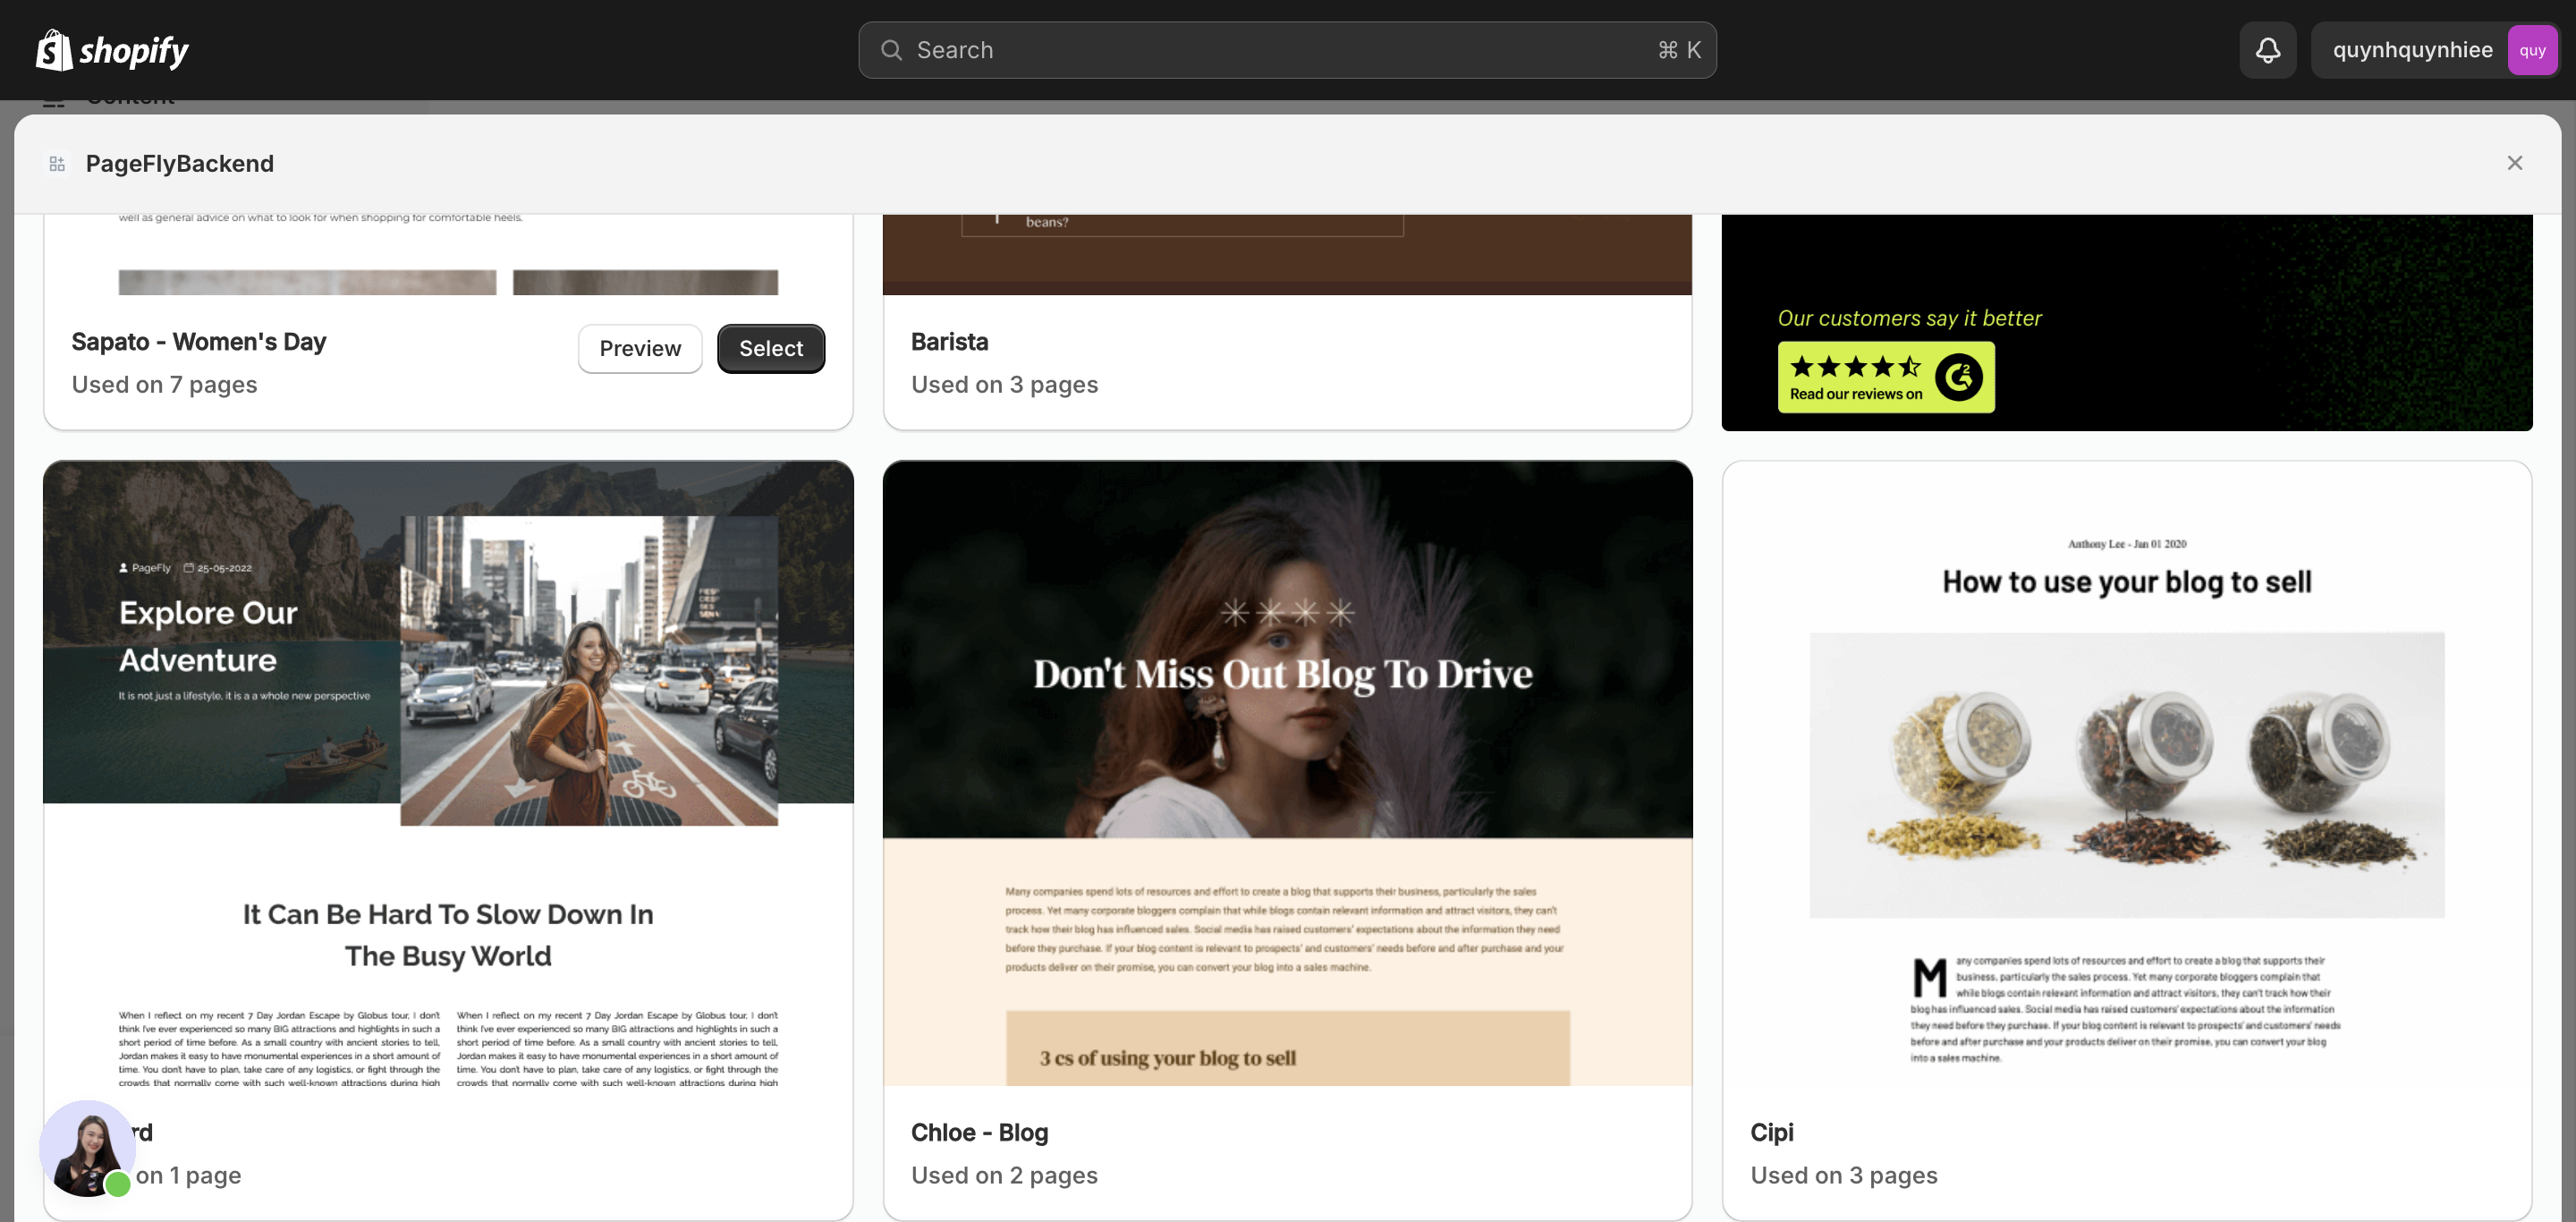 shopify
Search
⌘ K
quynhquynhiee
quy
PageFlyBackend
well as general advice on what to look for when shopping for comfortable heels.
Sapato - Women's Day
Used on 7 pages
Preview
Select
beans?
Barista
Used on 3 pages
Our customers say it better
Read our reviews on
G2
PageFly
25-05-2022
Explore Our
Adventure
It is not just a lifestyle, it is a a whole new perspective
It Can Be Hard To Slow Down In
The Busy World
When I reflect on my recent 7 Day Jordan Escape by Globus tour, I don't
think I've ever experienced so many BIG attractions and highlights in such a
short period of time before. As a small country with ancient stories to tell,
Jordan makes it easy to have monumental experiences in a short amount of
time. You don't have to plan, take care of any logistics, or fight through the
crowds that normally come with such well-known attractions during high
When I reflect on my recent 7 Day Jordan Escape by Globus tour, I don't
think I've ever experienced so many BIG attractions and highlights in such a
short period of time before. As a small country with ancient stories to tell,
Jordan makes it easy to have monumental experiences in a short amount of
time. You don't have to plan, take care of any logistics, or fight through the
crowds that normally come with such well-known attractions during high
rd
on 1 page
Don't Miss Out Blog To Drive
Many companies spend lots of resources and effort to create a blog that supports their business, particularly the sales
process. Yet many corporate bloggers complain that while blogs contain relevant information and attract visitors, they can't
track how their blog has influenced sales. Social media has raised customers' expectations about the information they need
before they purchase. If your blog content is relevant to prospects' and customers' needs before and after purchase and your
products deliver on their promise, you can convert your blog into a sales machine.
3 cs of using your blog to sell
Chloe - Blog
Used on 2 pages
Anthony Lee - Jan 01 2020
How to use your blog to sell
Many companies spend lots of resources and effort to create a blog that supports their
business, particularly the sales process. Yet many corporate bloggers complain that
while blogs contain relevant information and attract visitors, they can't track how their
blog has influenced sales. Social media has raised customers' expectations about the information
they need before they purchase. If your blog content is relevant to prospects' and customers' needs
before and after purchase and your products deliver on their promise, you can convert your blog
into a sales machine.
Cipi
Used on 3 pages